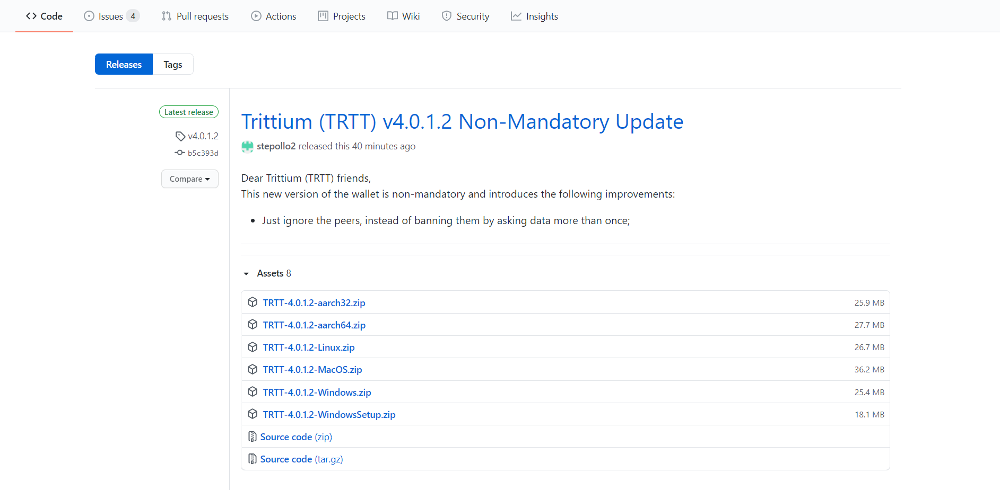 Code Issues 4 Pull requests Actions Projects Wiki Security Insights
Releases Tags
Latest release
v4.0.1.2
b5c393d
Compare
Trittium (TRTT) v4.0.1.2 Non-Mandatory Update
stepollo2 released this 40 minutes ago
Dear Trittium (TRTT) friends,
This new version of the wallet is non-mandatory and introduces the following improvements:
Just ignore the peers, instead of banning them by asking data more than once;
Assets 8
TRTT-4.0.1.2-aarch32.zip 25.9 MB
TRTT-4.0.1.2-aarch64.zip 27.7 MB
TRTT-4.0.1.2-Linux.zip 26.7 MB
TRTT-4.0.1.2-MacOS.zip 36.2 MB
TRTT-4.0.1.2-Windows.zip 25.4 MB
TRTT-4.0.1.2-WindowsSetup.zip 18.1 MB
Source code (zip)
Source code (tar.gz)